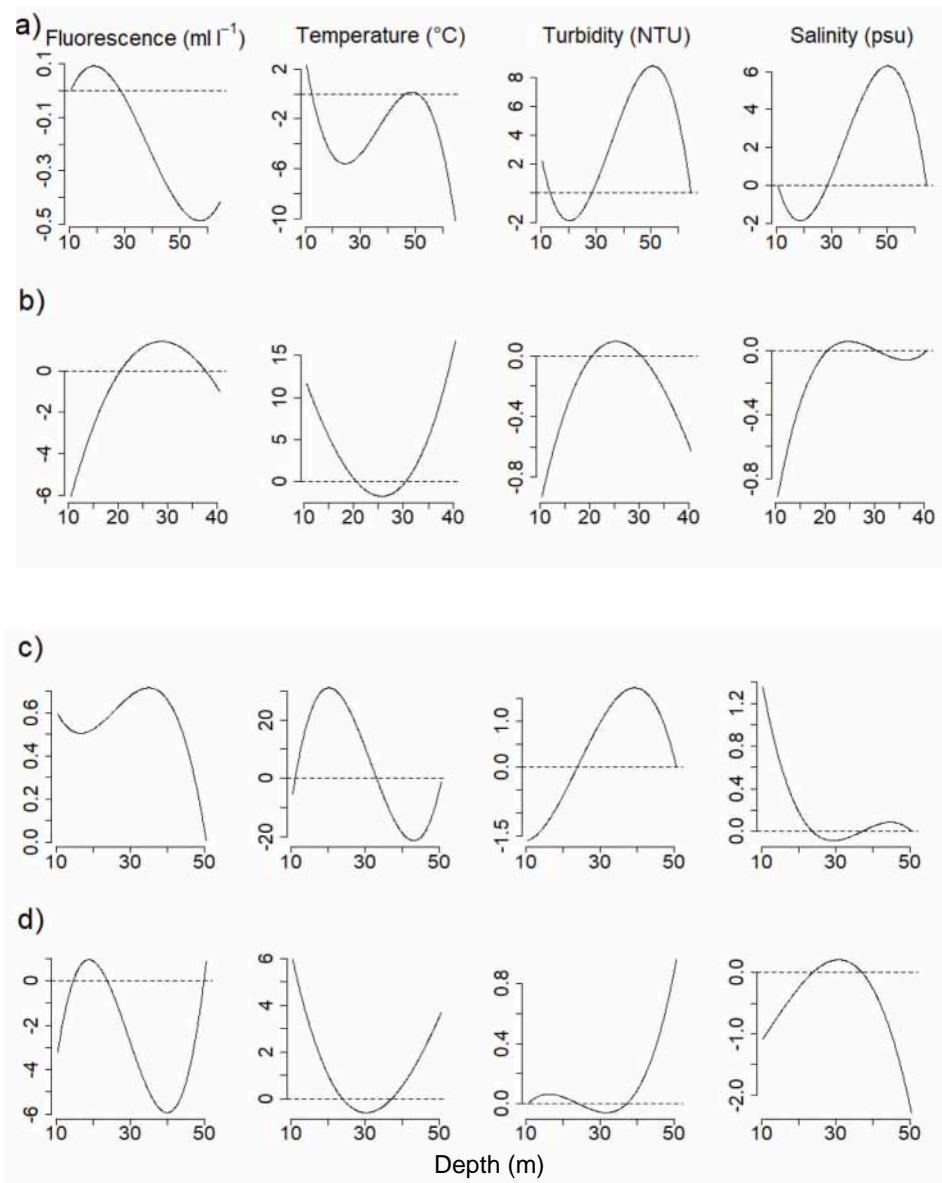 a) Fluorescence (ml l⁻¹) Temperature (°C) Turbidity (NTU) Salinity (psu)
0.1 -0.1 -0.3 -0.5
10 30 50
2 -2 -6 -10
10 30 50
8 6 4 2 -2
10 30 50
6 4 2 0 -2
10 30 50
b)
0 -2 -4 -6
10 20 30 40
15 10 5 0
10 20 30 40
0.0 -0.4 -0.8
10 20 30 40
0.0 -0.4 -0.8
10 20 30 40
c)
0.6 0.4 0.2 0.0
10 30 50
20 0 -20
10 30 50
1.0 0.0 -1.5
10 30 50
1.2 0.8 0.4 0.0
10 30 50
d)
0 -2 -4 -6
10 30 50
6 4 2 0
10 30 50
0.8 0.4 0.0
10 30 50
0.0 -1.0 -2.0
10 30 50
Depth (m)